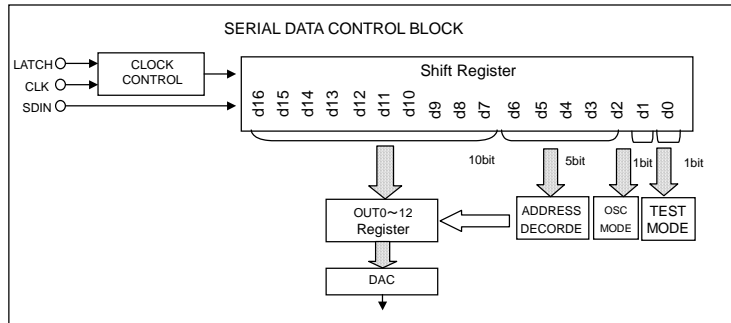 SERIAL DATA CONTROL BLOCK
LATCH
CLK
SDIN
CLOCK
CONTROL
Shift Register
d16 d15 d14 d13 d12 d11 d10 d9 d8 d7 d6 d5 d4 d3 d2 d1 d0
10bit 5bit 1bit 1bit
OUT0~12
Register
ADDRESS
DECORDE
OSC
MODE
TEST
MODE
DAC